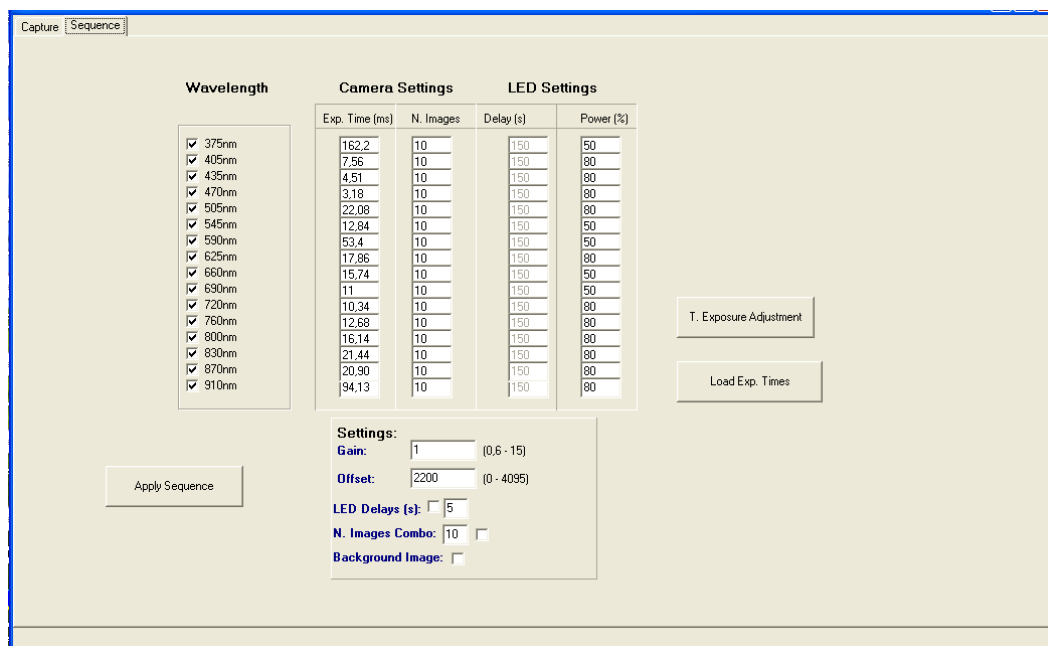 Capture Sequence
Wavelength Camera Settings LED Settings
Exp. Time (ms) N. Images Delay (s) Power (%)
375nm 162,2 10 150 50
405nm 7,56 10 150 80
435nm 4,51 10 150 80
470nm 3,18 10 150 80
505nm 22,08 10 150 80
545nm 12,84 10 150 50
590nm 53,4 10 150 50
625nm 17,86 10 150 80
660nm 15,74 10 150 50
690nm 11 10 150 50
720nm 10,34 10 150 80
760nm 12,68 10 150 80
800nm 16,14 10 150 80
830nm 21,44 10 150 80
870nm 20,90 10 150 80
910nm 94,13 10 150 80
T. Exposure Adjustment
Load Exp. Times
Settings:
Gain: 1 (0,6 - 15)
Offset: 2200 (0 - 4095)
Apply Sequence
LED Delays (s): 5
N. Images Combo: 10
Background Image: